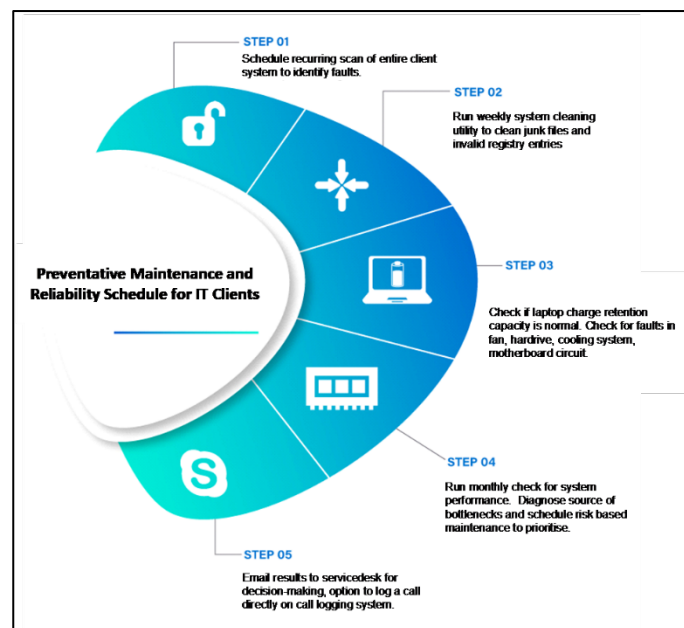 STEP 01
Schedule recurring scan of entire client
system to identify faults.
STEP 02
Run weekly system cleaning
utility to clean junk files and
invalid registry entries
Preventative Maintenance and
Reliability Schedule for IT Clients
STEP 03
Check if laptop charge retention
capacity is normal. Check for faults in
fan, hardrive, cooling system,
motherboard circuit.
STEP 04
Run monthly check for system
performance. Diagnose source of
bottlenecks and schedule risk based
maintenance to prioritise.
S
STEP 05
Email results to servicedesk for
decision-making, option to log a call
directly on call logging system.